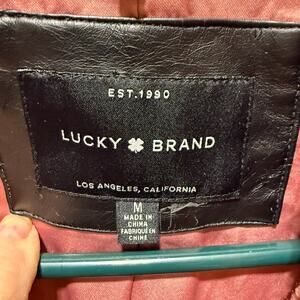 EST.1990
LUCKY BRAND
LOS ANGELES, CALIFORNIA
M
MADE IN
CHINA
FABRIQUÉ EN
CHINE